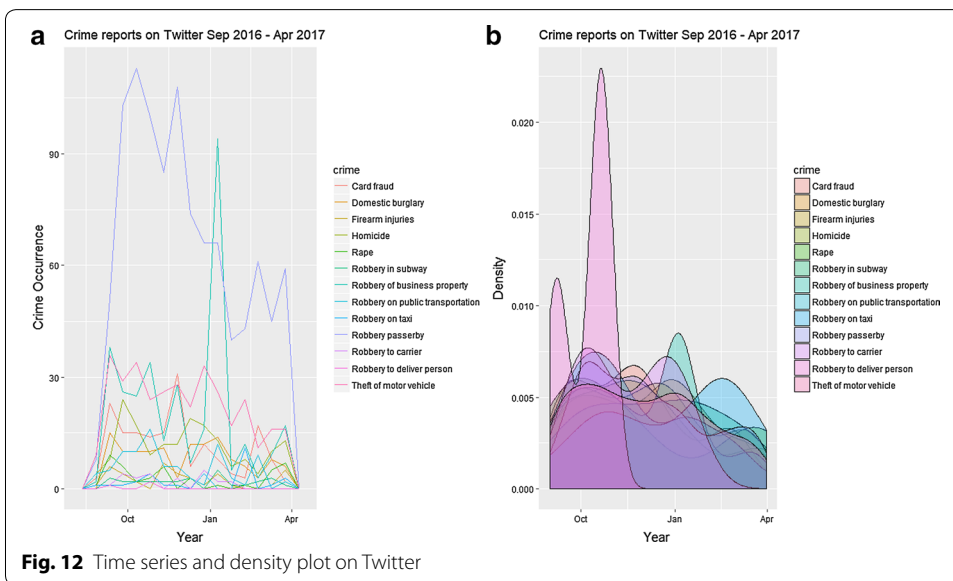 a
Crime reports on Twitter Sep 2016 - Apr 2017
90
60
30
0
Crime Occurrence
Oct
Jan
Apr
Year
crime
Card fraud
Domestic burglary
Firearm injuries
Homicide
Rape
Robbery in subway
Robbery of business property
Robbery on public transportation
Robbery on taxi
Robbery passerby
Robbery to carrier
Robbery to deliver person
Theft of motor vehicle
b
Crime reports on Twitter Sep 2016 - Apr 2017
0.020
0.015
0.010
0.005
0.000
Density
Oct
Jan
Apr
Year
crime
Card fraud
Domestic burglary
Firearm injuries
Homicide
Rape
Robbery in subway
Robbery of business property
Robbery on public transportation
Robbery on taxi
Robbery passerby
Robbery to carrier
Robbery to deliver person
Theft of motor vehicle
Fig. 12 Time series and density plot on Twitter